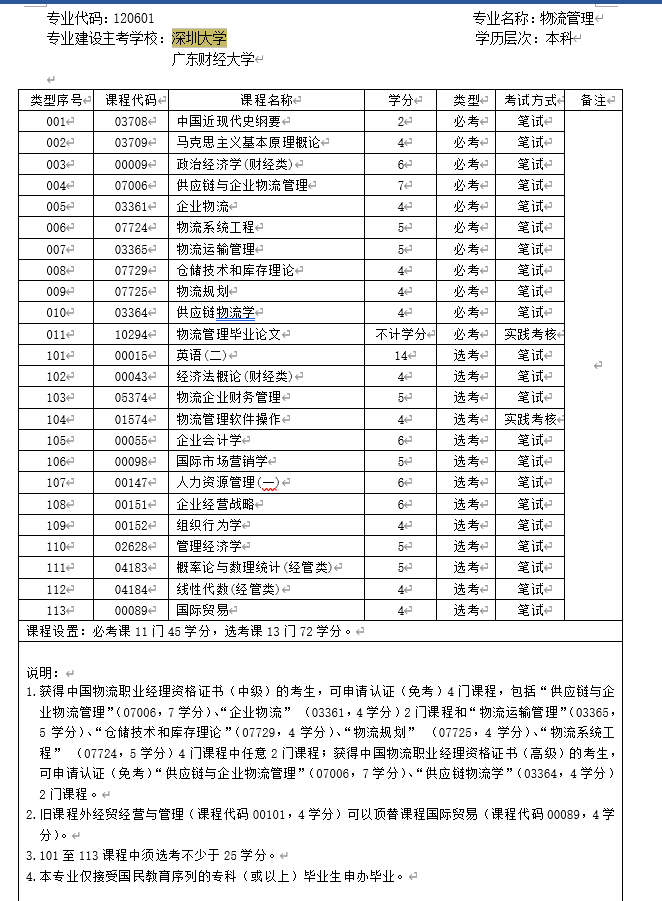 专业代码：120601 专业名称：物流管理
专业建设主考学校：深圳大学 学历层次：本科
广东财经大学
类型序号 课程代码 课程名称 学分 类型 考试方式 备注
001 03708 中国近现代史纲要 2 必考 笔试
002 03709 马克思主义基本原理概论 4 必考 笔试
003 00009 政治经济学(财经类) 6 必考 笔试
004 07006 供应链与企业物流管理 7 必考 笔试
005 03361 企业物流 4 必考 笔试
006 07724 物流系统工程 5 必考 笔试
007 03365 物流运输管理 5 必考 笔试
008 07729 仓储技术和库存理论 4 必考 笔试
009 07725 物流规划 4 必考 笔试
010 03364 供应链物流学 4 必考 笔试
011 10294 物流管理毕业论文 不计学分 必考 实践考核
101 00015 英语(二) 14 选考 笔试
102 00043 经济法概论(财经类) 4 选考 笔试
103 05374 物流企业财务管理 5 选考 笔试
104 01574 物流管理软件操作 4 选考 实践考核
105 00055 企业会计学 6 选考 笔试
106 00098 国际市场营销学 5 选考 笔试
107 00147 人力资源管理(一) 6 选考 笔试
108 00151 企业经营战略 6 选考 笔试
109 00152 组织行为学 4 选考 笔试
110 02628 管理经济学 5 选考 笔试
111 04183 概率论与数理统计(经管类) 5 选考 笔试
112 04184 线性代数(经管类) 4 选考 笔试
113 00089 国际贸易 4 选考 笔试
课程设置：必考课 11 门 45 学分，选考课 13 门 72 学分。
说明：
1.获得中国物流职业经理资格证书（中级）的考生，可申请认证（免考）4 门课程，包括“供应链与企
业物流管理”（07006，7 学分）、“企业物流”（03361，4 学分）2 门课程和“物流运输管理”（03365，
5 学分）、“仓储技术和库存理论”（07729，4 学分）、“物流规划”（07725，4 学分）、“物流系统工
程”（07724，5 学分）4 门课程中任意 2 门课程；获得中国物流职业经理资格证书（高级）的考生，
可申请认证（免考）“供应链与企业物流管理”（07006，7 学分）、“供应链物流学”（03364，4 学分）
2 门课程。
2.旧课程外经贸经营与管理（课程代码 00101，4 学分）可以顶替课程国际贸易（课程代码 00089，4 学
分）。
3.101 至 113 课程中须选考不少于 25 学分。
4.本专业仅接受国民教育序列的专科（或以上）毕业生申办毕业。